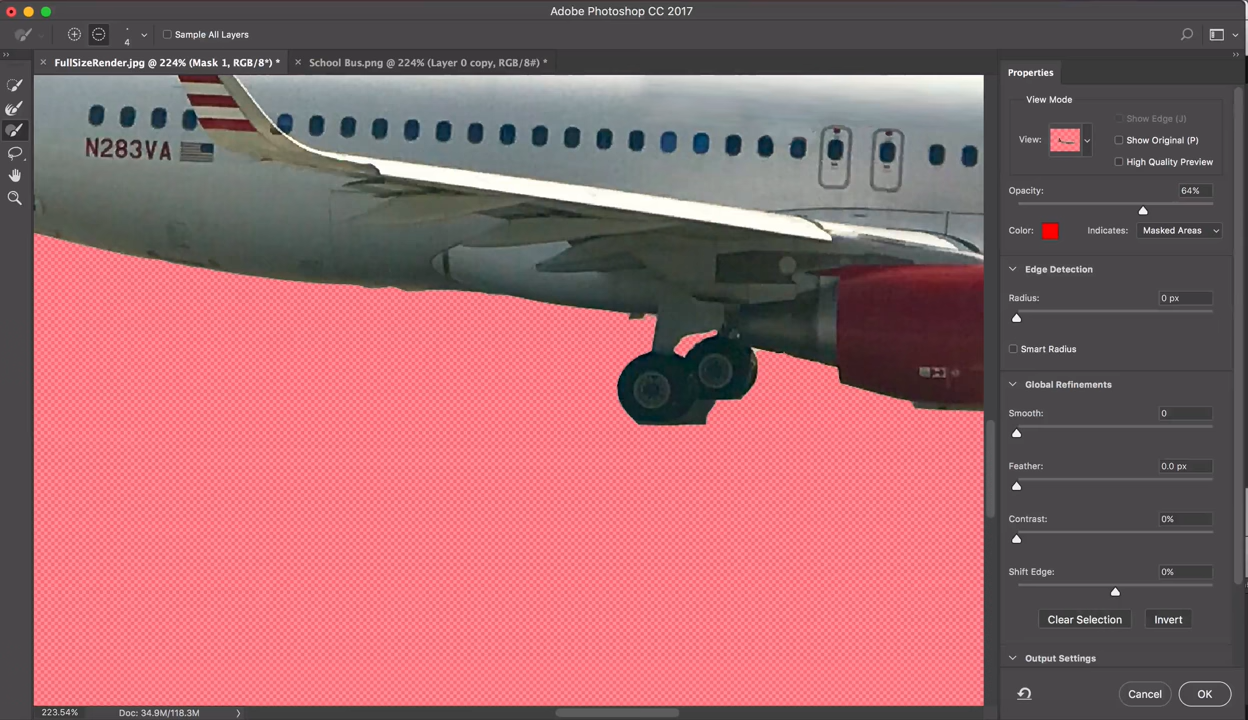 Adobe Photoshop CC 2017
4
Sample All Layers
FullSizeRender.jpg @ 224% (Mask 1, RGB/8*) *
School Bus.png @ 224% (Layer 0 copy, RGB/8#) *
N283VA
Properties
View Mode
Show Edge (J)
View:
Show Original (P)
High Quality Preview
Opacity:
64%
Color:
Indicates:
Masked Areas
Edge Detection
Radius:
0 px
Smart Radius
Global Refinements
Smooth:
0
Feather:
0.0 px
Contrast:
0%
Shift Edge:
0%
Clear Selection
Invert
Output Settings
Cancel
OK
223.54%
Doc: 34.9M/118.3M